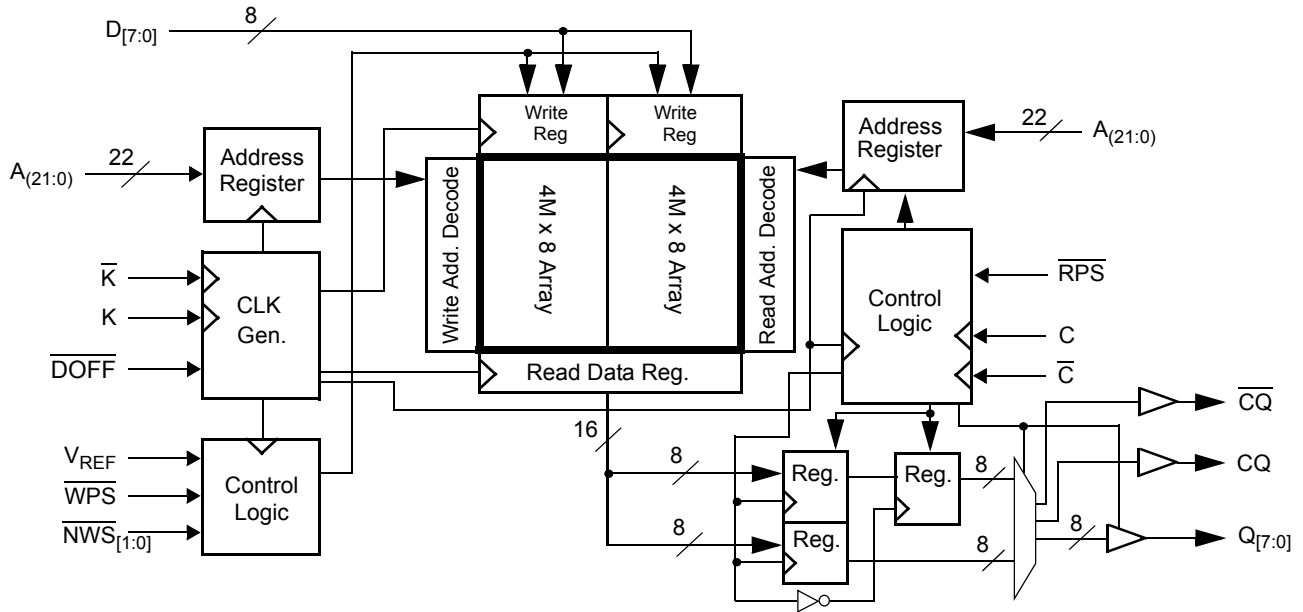 D[7:0]
8
Write
Reg
Write
Reg
A(21:0)
22
Address
Register
Write Add. Decode
4M x 8 Array
4M x 8 Array
Read Add. Decode
Address
Register
22
A(21:0)
K
K
DOFF
CLK
Gen.
Read Data Reg.
Control
Logic
RPS
C
C
VREF
WPS
NWS[1:0]
Control
Logic
16
8
Reg.
Reg.
8
8
Reg.
8
8
CQ
CQ
Q[7:0]